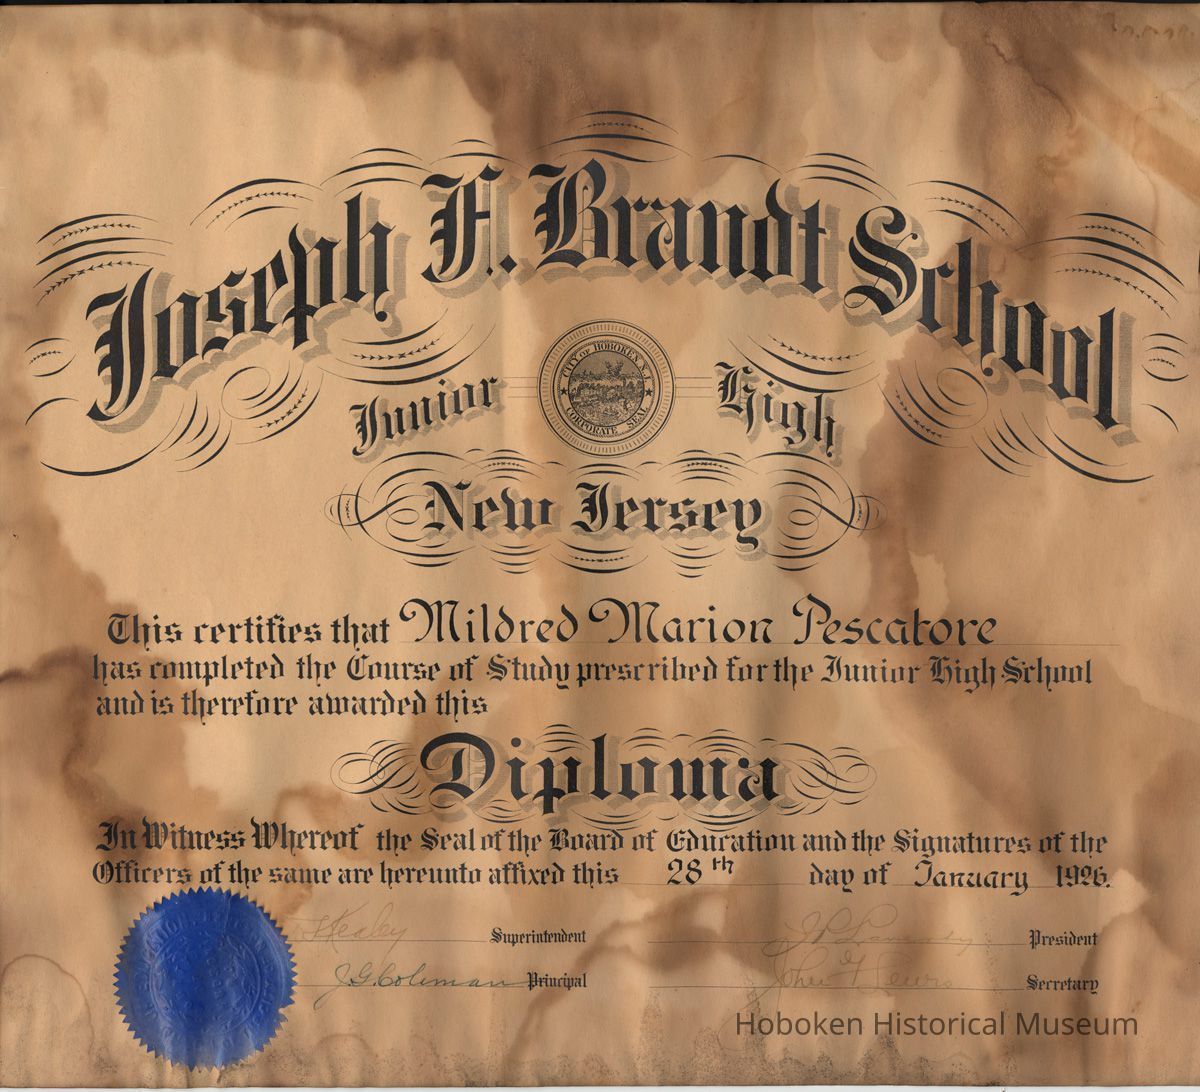 Joseph F. Brandt School
Junior High
CITY OF HOBOKEN N.J.
CORPORATE SEAL
New Jersey
This certifies that Mildred Marion Pescatore
has completed the Course of Study prescribed for the Junior High School
and is therefore awarded this
Diploma
In Witness Whereof the Seal of the Board of Education and the Signatures of the
Officers of the same are hereunto affixed this 28th day of January 1926.
Superintendent President
J.G. Coleman Principal John F Lewis Secretary
Hoboken Historical Museum